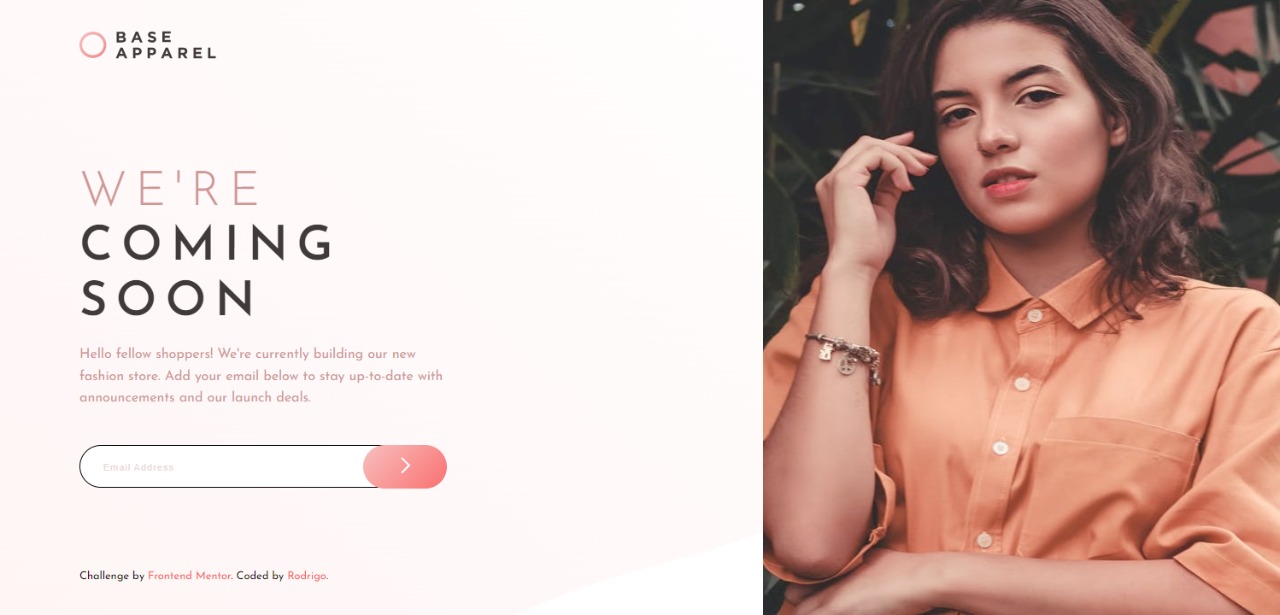 BASE
APPAREL
WE'RE
COMING
SOON
Hello fellow shoppers! We're currently building our new
fashion store. Add your email below to stay up-to-date with
announcements and our launch deals.
Email Address
Challenge by Frontend Mentor. Coded by Rodrigo.